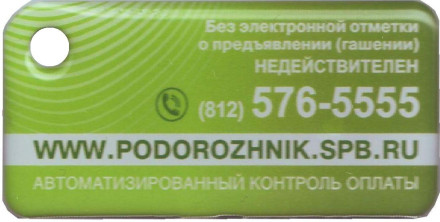 Без электронной отметки
о предъявлении (гашении)
НЕДЕЙСТВИТЕЛЕН
(812) 576-5555
WWW.PODOROZHNIK.SPB.RU
АВТОМАТИЗИРОВАННЫЙ КОНТРОЛЬ ОПЛАТЫ